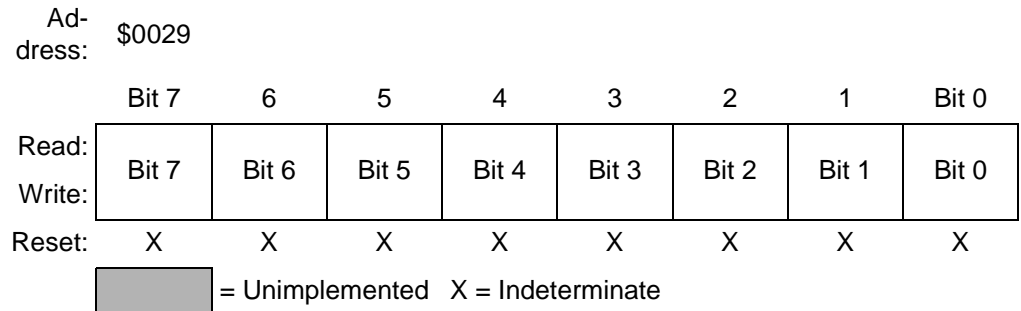 Ad-
dress: $0029
Bit 7 6 5 4 3 2 1 Bit 0
Read:
Write: Bit 7 Bit 6 Bit 5 Bit 4 Bit 3 Bit 2 Bit 1 Bit 0
Reset: X X X X X X X X
= Unimplemented X = Indeterminate